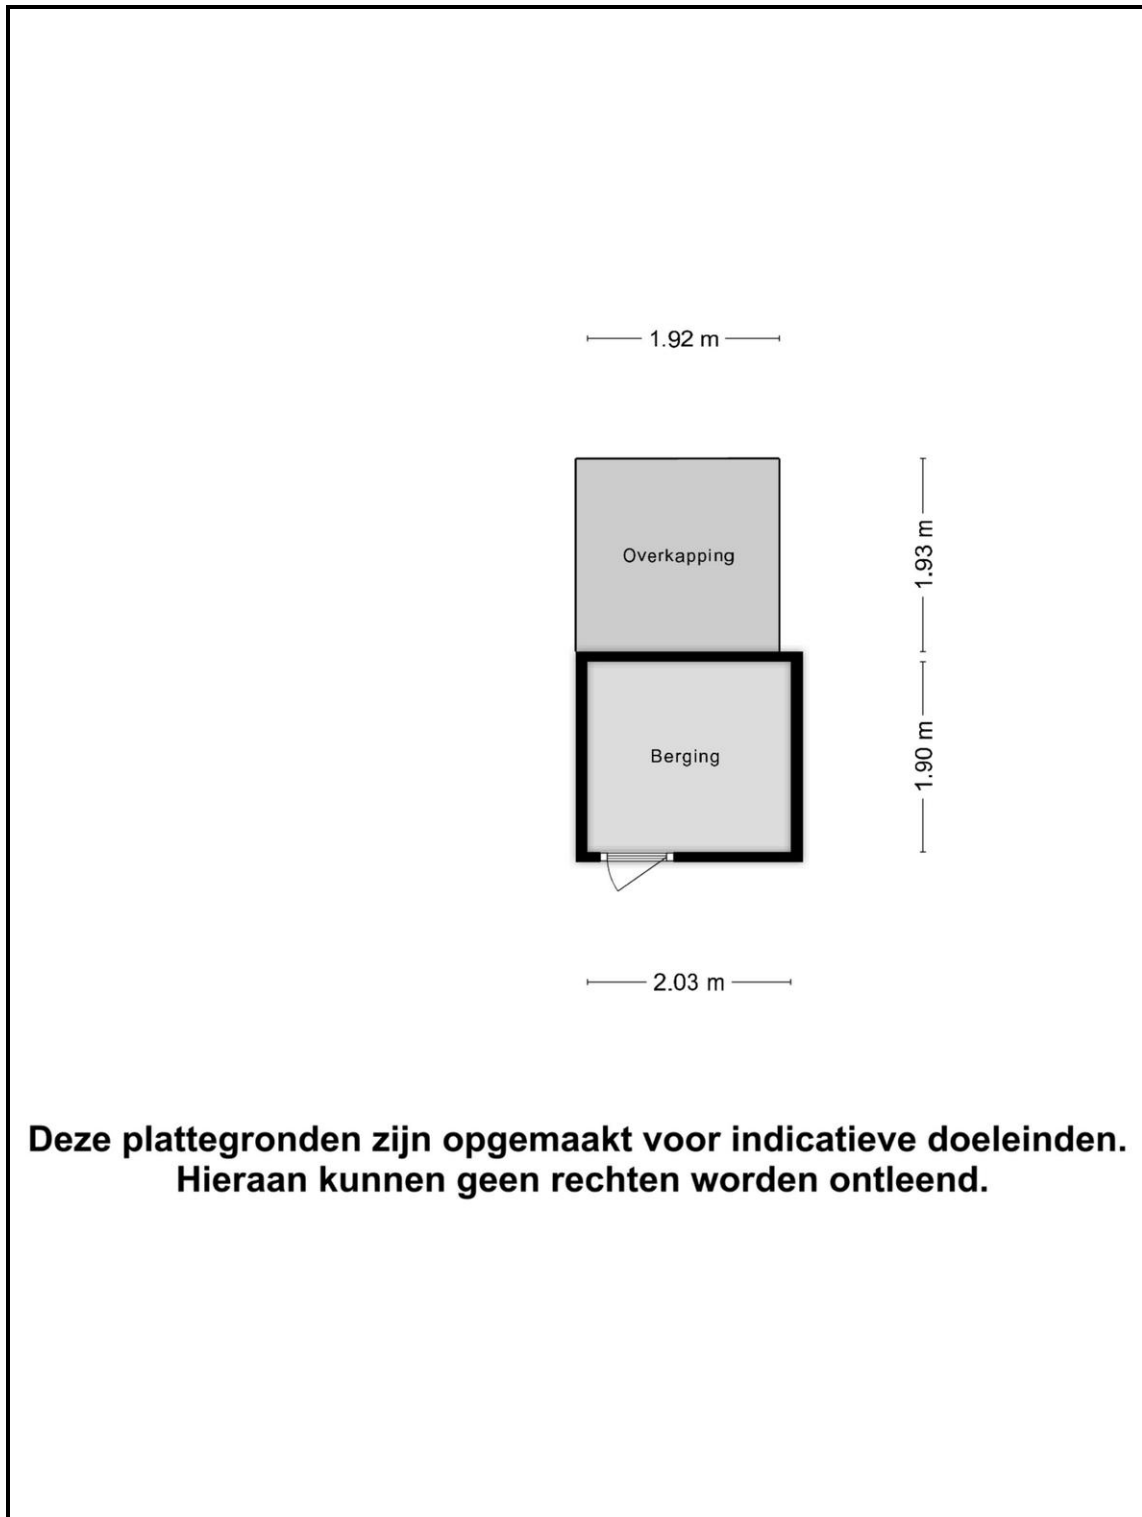 1.92 m
Overkapping
1.93 m
Berging
1.90 m
2.03 m
Deze plattegronden zijn opgemaakt voor indicatieve doeleinden.
Hieraan kunnen geen rechten worden ontleend.